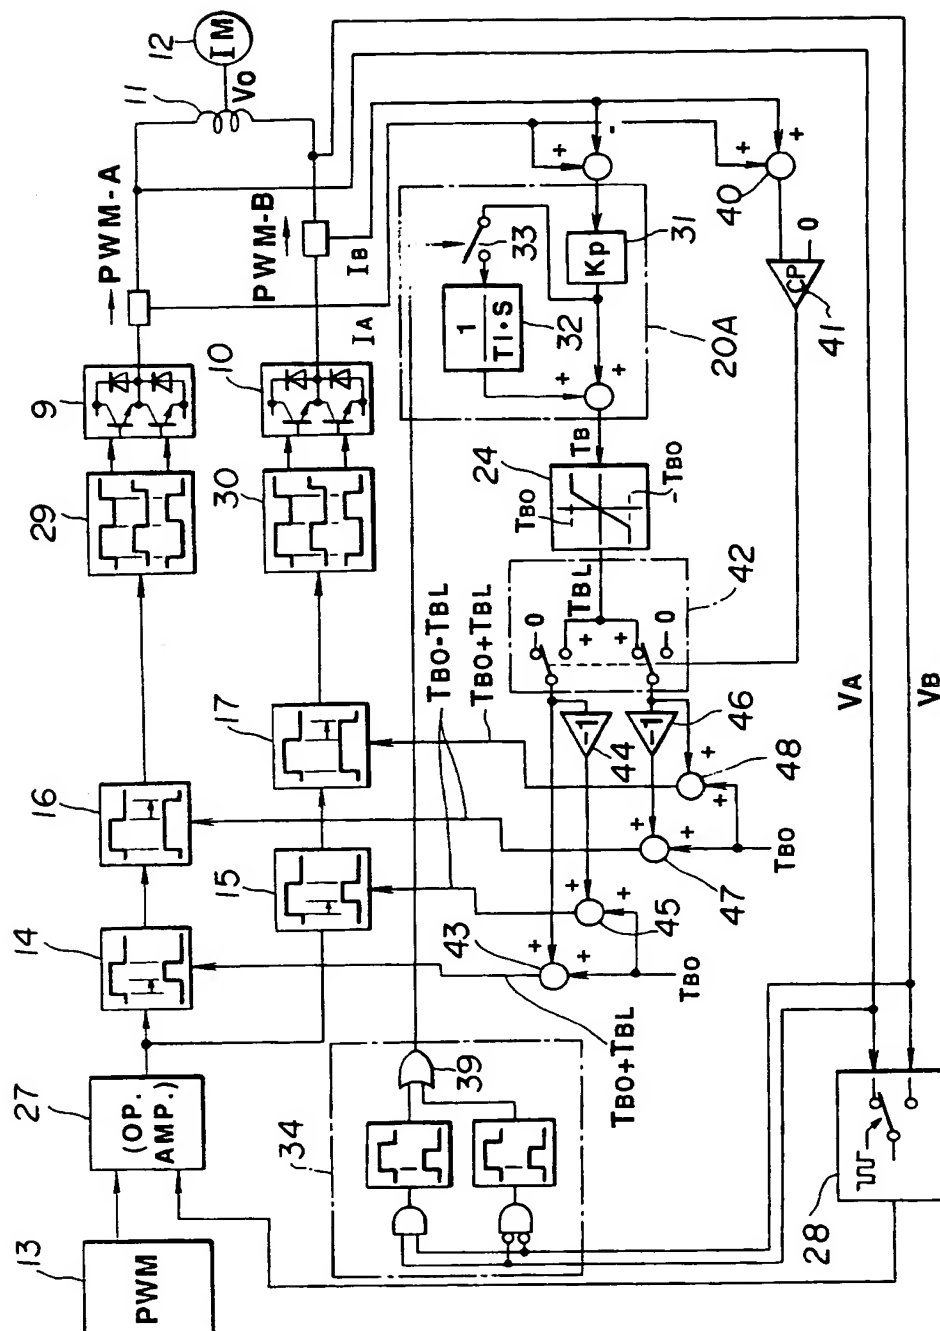 13
PWM
27
(OP.
AMP.)
14
15
16
17
29
30
9
10
PWM-A
PWM-B
11
VO
12
IM
IB
IA
34
39
TBO+TBL
TBO-TBL
TBO+TBL
43
+
+
TBO
45
+
+
44
-1
46
-1
47
+
+
TBO
48
+
+
42
0
+
+
0
TBL
24
TBO
-TBO
TB
20A
1
TI·S
32
33
Kp
31
+
+
+
-
40
+
+
CP
0
41
VA
VB
28